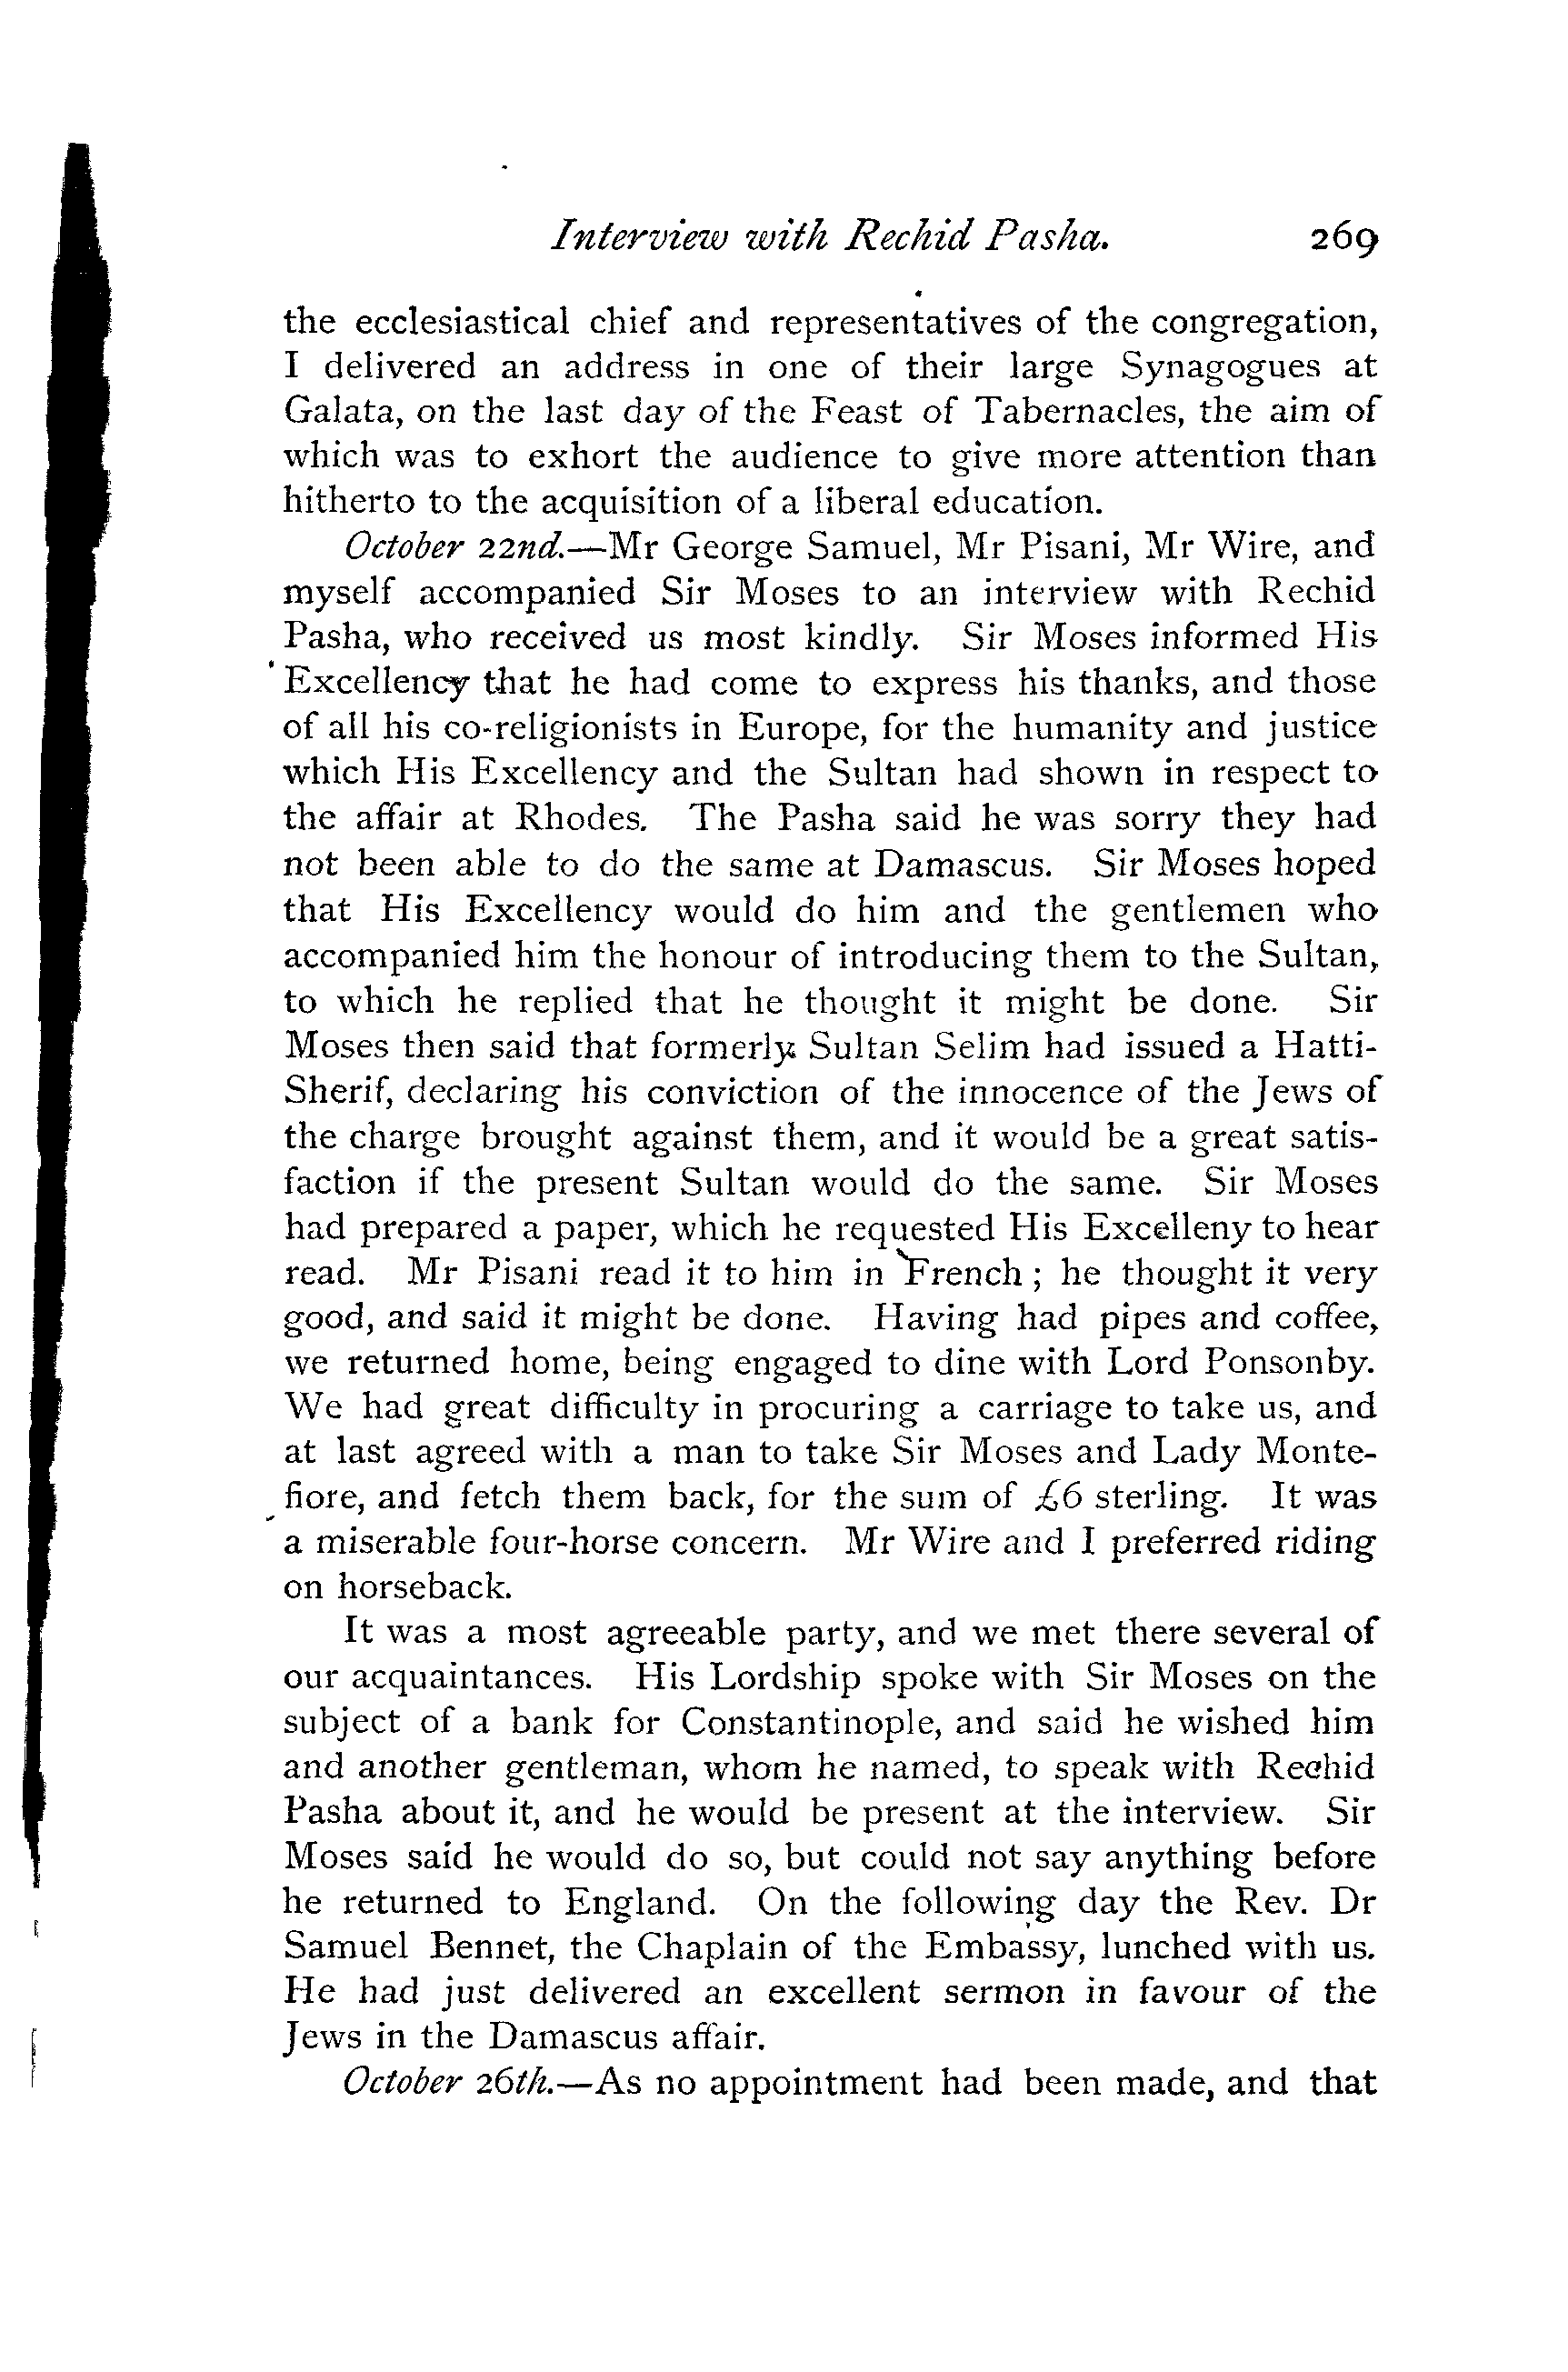 Interview with Rechid Pasha. 269
the ecclesiastical chief and representatives of the congregation,
I delivered an address in one of their large Synagogues at
Galata, on the last day of the Feast of Tabernacles, the aim of
which was to exhort the audience to give more attention than
hitherto to the acquisition of a liberal education.
October 22nd.—Mr George Samuel, Mr Pisani, Mr Wire, and
myself accompanied Sir Moses to an interview with Rechid
Pasha, who received us most kindly. Sir Moses informed His
Excellency that he had come to express his thanks, and those
of all his co-religionists in Europe, for the humanity and justice
which His Excellency and the Sultan had shown in respect to
the affair at Rhodes. The Pasha said he was sorry they had
not been able to do the same at Damascus. Sir Moses hoped
that His Excellency would do him and the gentlemen who
accompanied him the honour of introducing them to the Sultan,
to which he replied that he thought it might be done. Sir
Moses then said that formerly Sultan Selim had issued a Hatti-
Sherif, declaring his conviction of the innocence of the Jews of
the charge brought against them, and it would be a great satis-
faction if the present Sultan would do the same. Sir Moses
had prepared a paper, which he requested His Excelleny to hear
read. Mr Pisani read it to him in French; he thought it very
good, and said it might be done. Having had pipes and coffee,
we returned home, being engaged to dine with Lord Ponsonby.
We had great difficulty in procuring a carriage to take us, and
at last agreed with a man to take Sir Moses and Lady Monte-
fiore, and fetch them back, for the sum of £6 sterling. It was
a miserable four-horse concern. Mr Wire and I preferred riding
on horseback.
It was a most agreeable party, and we met there several of
our acquaintances. His Lordship spoke with Sir Moses on the
subject of a bank for Constantinople, and said he wished him
and another gentleman, whom he named, to speak with Rechid
Pasha about it, and he would be present at the interview. Sir
Moses said he would do so, but could not say anything before
he returned to England. On the following day the Rev. Dr
Samuel Bennet, the Chaplain of the Embassy, lunched with us.
He had just delivered an excellent sermon in favour of the
Jews in the Damascus affair.
October 26th.—As no appointment had been made, and that